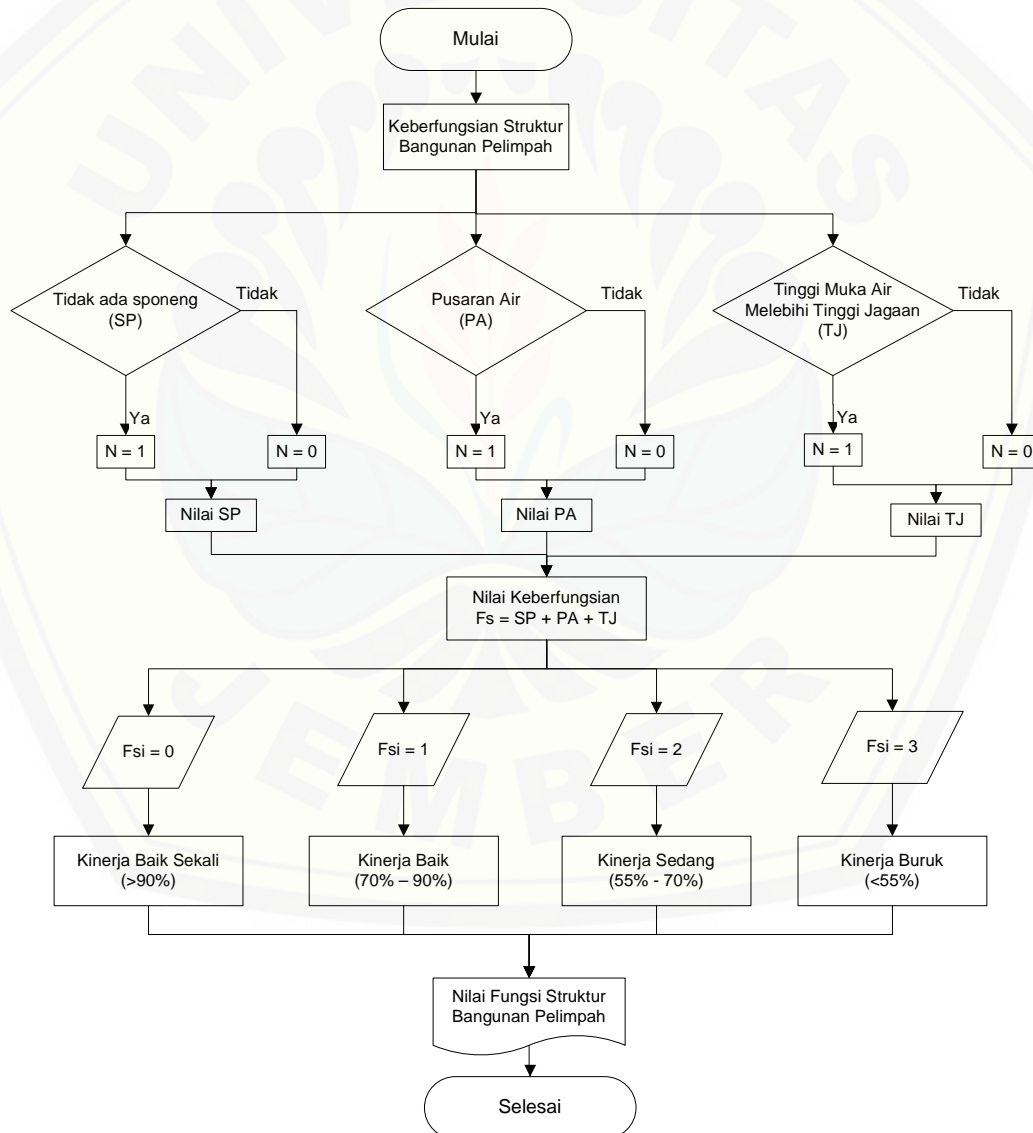 UNIVERSITAS
Mulai
Keberfungsian Struktur
Bangunan Pelimpah
Tidak ada sponeng
(SP)
Tidak
Pusaran Air
(PA)
Tidak
Tinggi Muka Air
Melebihi Tinggi Jagaan
(TJ)
Tidak
Ya
Ya
Ya
N = 1
N = 0
N = 1
N = 0
N = 1
N = 0
Nilai SP
Nilai PA
Nilai TJ
Nilai Keberfungsian
Fs = SP + PA + TJ
Fsi = 0
Fsi = 1
Fsi = 2
Fsi = 3
JEMBER
Kinerja Baik Sekali
(>90%)
Kinerja Baik
(70% – 90%)
Kinerja Sedang
(55% - 70%)
Kinerja Buruk
(<55%)
Nilai Fungsi Struktur
Bangunan Pelimpah
Selesai